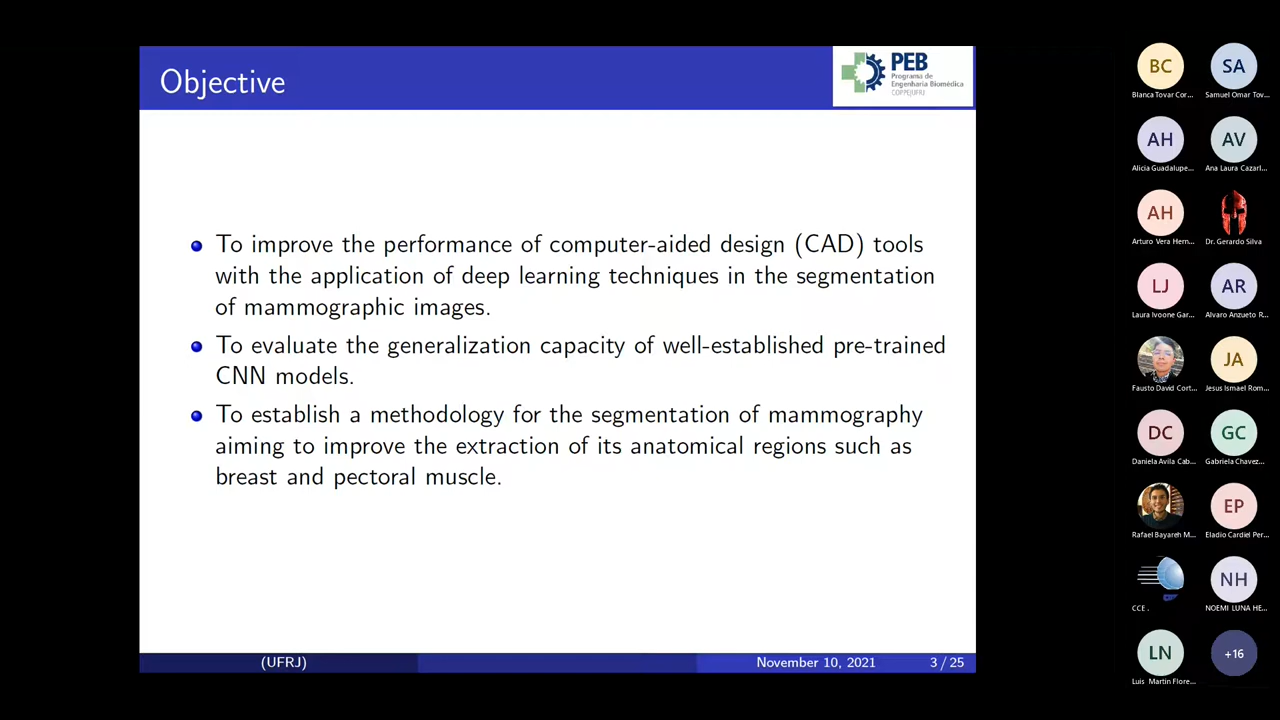 Objective
PEB
Programa de
Engenharia Biomédica
COPPE/UFRJ
To improve the performance of computer-aided design (CAD) tools
with the application of deep learning techniques in the segmentation
of mammographic images.
To evaluate the generalization capacity of well-established pre-trained
CNN models.
To establish a methodology for the segmentation of mammography
aiming to improve the extraction of its anatomical regions such as
breast and pectoral muscle.
(UFRJ)
November 10, 2021
3 / 25
BC
SA
Blanca Tovar Cor...
Samuel Omar Tov...
AH
AV
Alicia Guadalupe...
Ana Laura Cazarl...
AH
Arturo Vera Hern...
Dr. Gerardo Silva
LJ
AR
Laura Ivoone Gar...
Alvaro Anzueto R...
JA
Fausto David Cort...
Jesus Ismael Rom...
DC
GC
Daniela Avila Cab...
Gabriela Chavez...
EP
Rafael Bayareh M...
Eladio Cardiel Per...
NH
CCE .
NOEMI LUNA HE...
LN
+16
Luis Martin Flore...